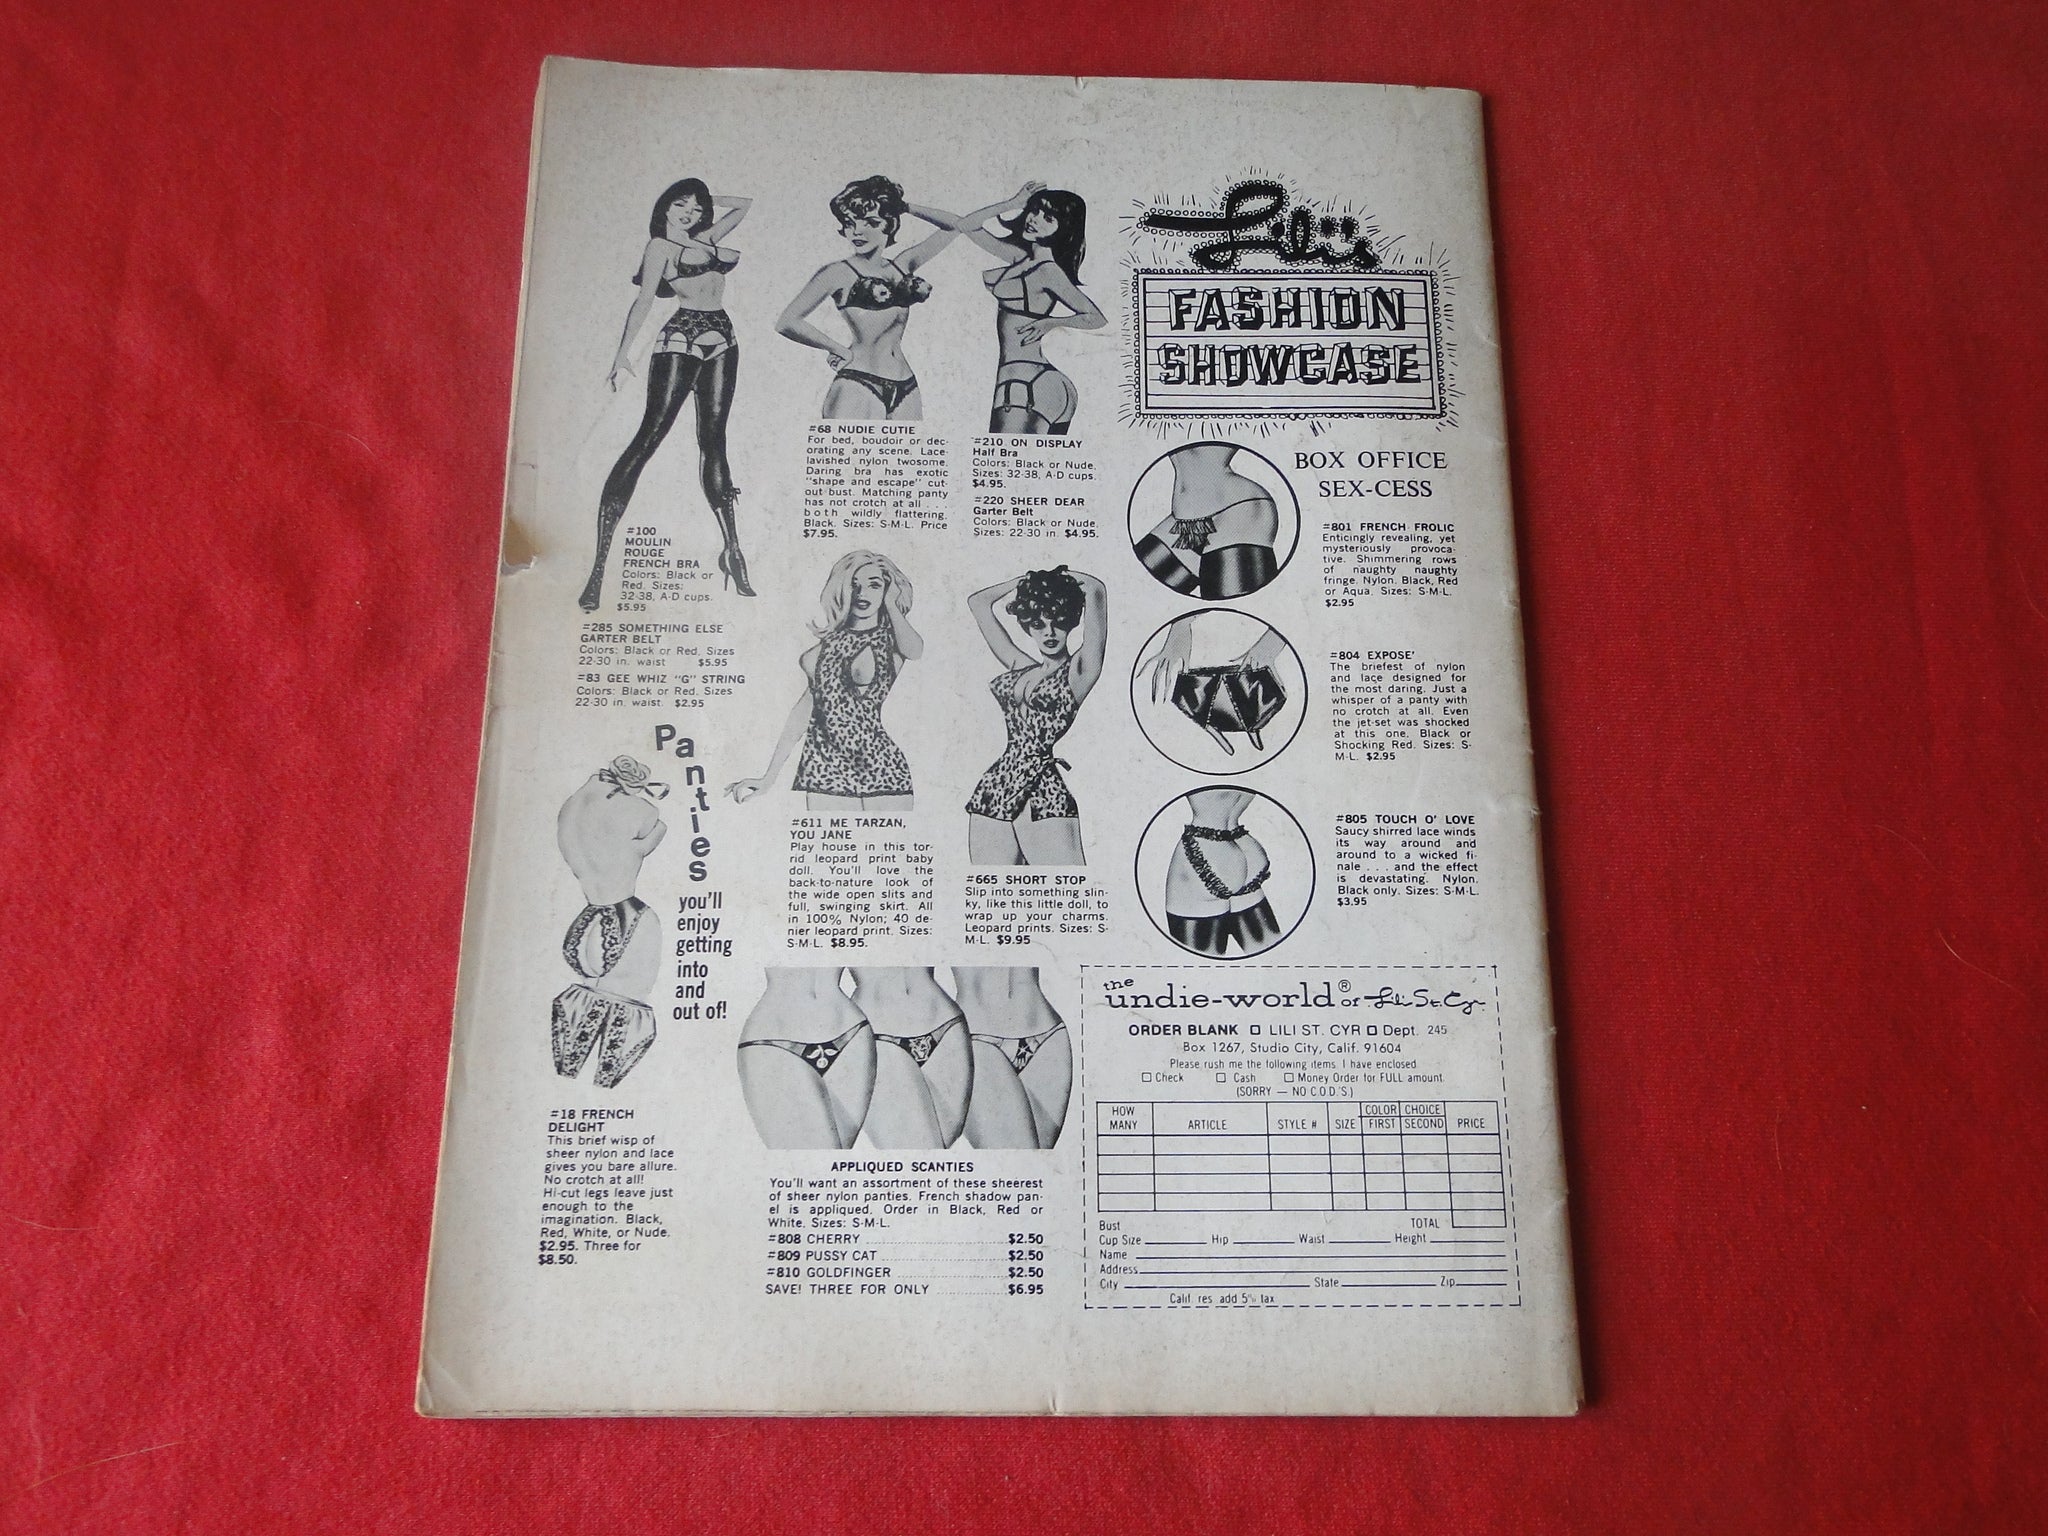 Lili's
FASHION
SHOWCASE
#100
MOULIN
ROUGE
FRENCH BRA
Colors: Black or
Red. Sizes:
32-38, A-D cups.
$5.95
#285 SOMETHING ELSE
GARTER BELT
Colors: Black or Red. Sizes
22-30 in. waist $5.95
#83 GEE WHIZ "G" STRING
Colors: Black or Red. Sizes
22-30 in. waist. $2.95
#68 NUDIE CUTIE
For bed, boudoir or dec-
orating any scene. Lace-
lavished nylon twosome.
Daring bra has exotic
"shape and escape" cut-
out bust. Matching panty
has not crotch at all . . .
both wildly flattering.
Black. Sizes: S-M-L. Price
$7.95.
#210 ON DISPLAY
Half Bra
Colors: Black or Nude.
Sizes: 32-38, A-D cups.
$4.95.
#220 SHEER DEAR
Garter Belt
Colors: Black or Nude.
Sizes: 22-30 in. $4.95.
BOX OFFICE
SEX-CESS
#801 FRENCH FROLIC
Enticingly revealing, yet
mysteriously provoca-
tive. Shimmering rows
of naughty naughty
fringe. Nylon. Black, Red
or Aqua. Sizes: S-M-L.
$2.95
#804 EXPOSE'
The briefest of nylon
and lace designed for
the most daring. Just a
whisper of a panty with
no crotch at all. Even
the jet-set was shocked
at this one. Black or
Shocking Red. Sizes: S-
M-L. $2.95
#805 TOUCH O' LOVE
Saucy shirred lace winds
its way around and
around to a wicked fi-
nale . . . and the effect
is devastating. Nylon.
Black only. Sizes: S-M-L.
$3.95
Panties
you'll
enjoy
getting
into
and
out of!
#611 ME TARZAN,
YOU JANE
Play house in this tor-
rid leopard print baby
doll. You'll love the
back-to-nature look of
the wide open slits and
full, swinging skirt. All
in 100% Nylon; 40 de-
nier leopard print. Sizes:
S-M-L. $8.95.
#665 SHORT STOP
Slip into something slin-
ky, like this little doll, to
wrap up your charms.
Leopard prints. Sizes: S-
M-L. $9.95
#18 FRENCH
DELIGHT
This brief wisp of
sheer nylon and lace
gives you bare allure.
No crotch at all!
Hi-cut legs leave just
enough to the
imagination. Black,
Red, White, or Nude.
$2.95. Three for
$8.50.
APPLIQUED SCANTIES
You'll want an assortment of these sheerest
of sheer nylon panties. French shadow pan-
el is appliqued. Order in Black, Red or
White. Sizes: S-M-L.
#808 CHERRY $2.50
#809 PUSSY CAT $2.50
#810 GOLDFINGER $2.50
SAVE! THREE FOR ONLY $6.95
the undie-world® of Lili St. Cyr
ORDER BLANK □ LILI ST. CYR □ Dept. 245
Box 1267, Studio City, Calif. 91604
Please rush me the following items. I have enclosed
□ Check □ Cash □ Money Order for FULL amount
(SORRY — NO C.O.D.'S.)
HOW MANY ARTICLE STYLE # SIZE COLOR FIRST CHOICE SECOND PRICE
TOTAL
Bust
Cup Size Hip Waist Height
Name
Address
City State Zip
Calif. res. add 5% tax